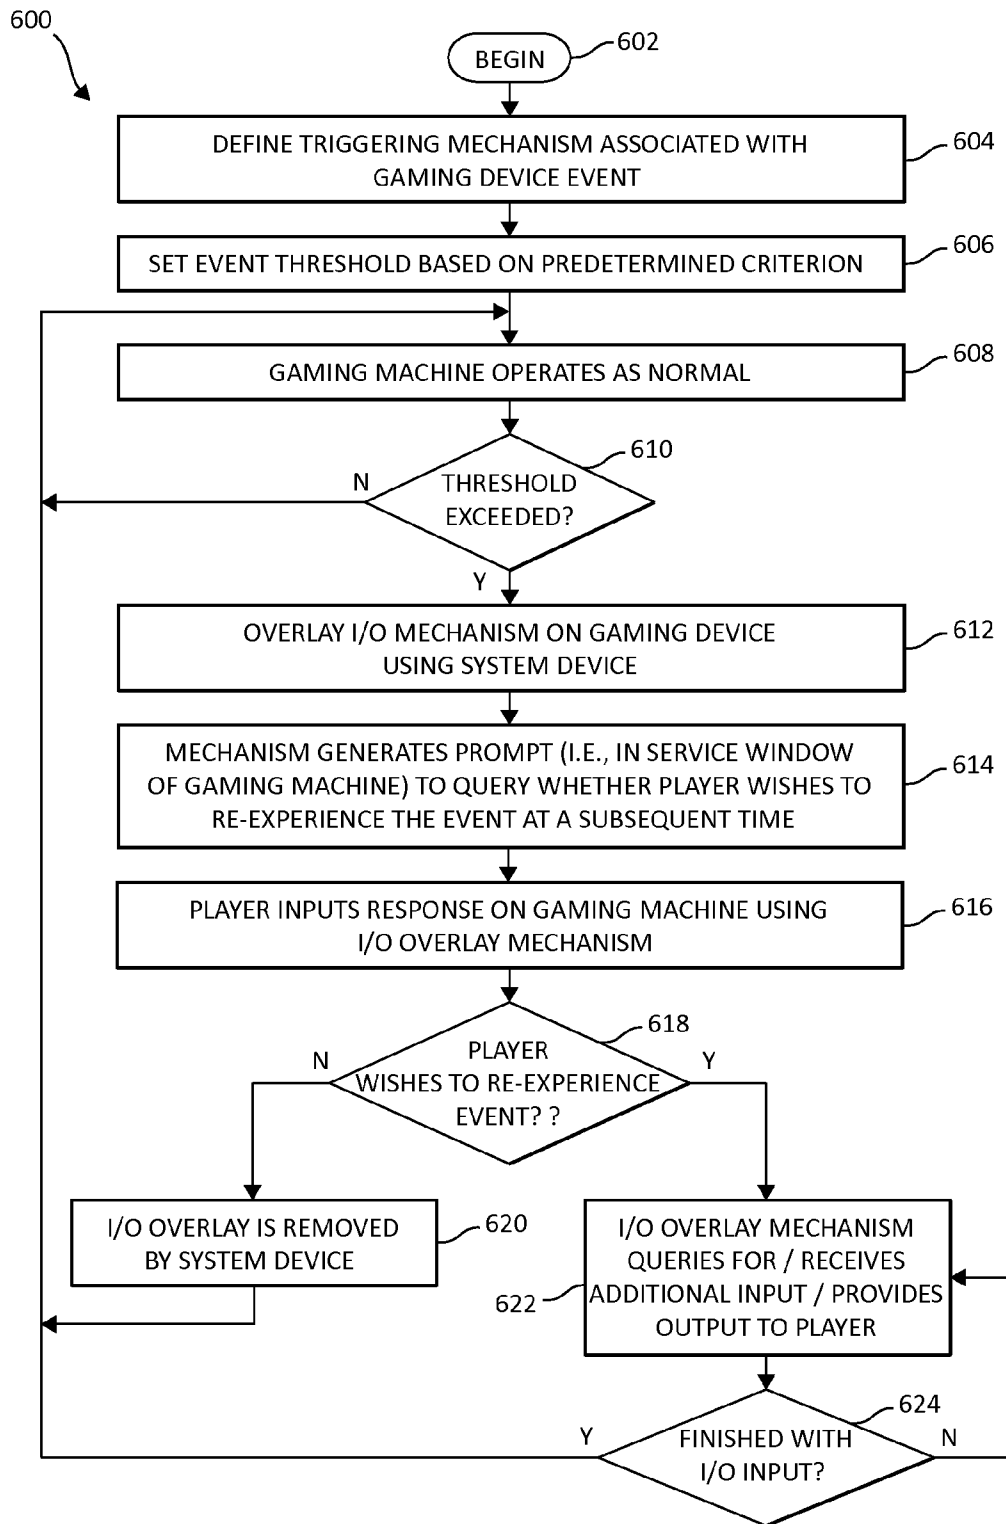 600
BEGIN
602
DEFINE TRIGGERING MECHANISM ASSOCIATED WITH
GAMING DEVICE EVENT
604
SET EVENT THRESHOLD BASED ON PREDETERMINED CRITERION
606
GAMING MACHINE OPERATES AS NORMAL
608
THRESHOLD
EXCEEDED?
610
N
Y
OVERLAY I/O MECHANISM ON GAMING DEVICE
USING SYSTEM DEVICE
612
MECHANISM GENERATES PROMPT (I.E., IN SERVICE WINDOW
OF GAMING MACHINE) TO QUERY WHETHER PLAYER WISHES TO
RE-EXPERIENCE THE EVENT AT A SUBSEQUENT TIME
614
PLAYER INPUTS RESPONSE ON GAMING MACHINE USING
I/O OVERLAY MECHANISM
616
PLAYER
WISHES TO RE-EXPERIENCE
EVENT? ?
618
N
Y
I/O OVERLAY IS REMOVED
BY SYSTEM DEVICE
620
I/O OVERLAY MECHANISM
QUERIES FOR / RECEIVES
ADDITIONAL INPUT / PROVIDES
OUTPUT TO PLAYER
622
FINISHED WITH
I/O INPUT?
624
Y
N